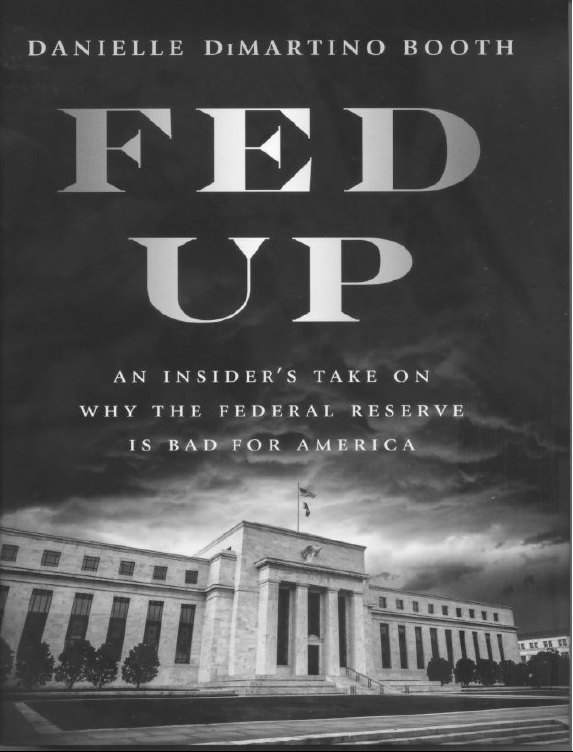 DANIELLE DiMARTINO BOOTH
FED
UP
AN INSIDER'S TAKE ON
WHY THE FEDERAL RESERVE
IS BAD FOR AMERICA